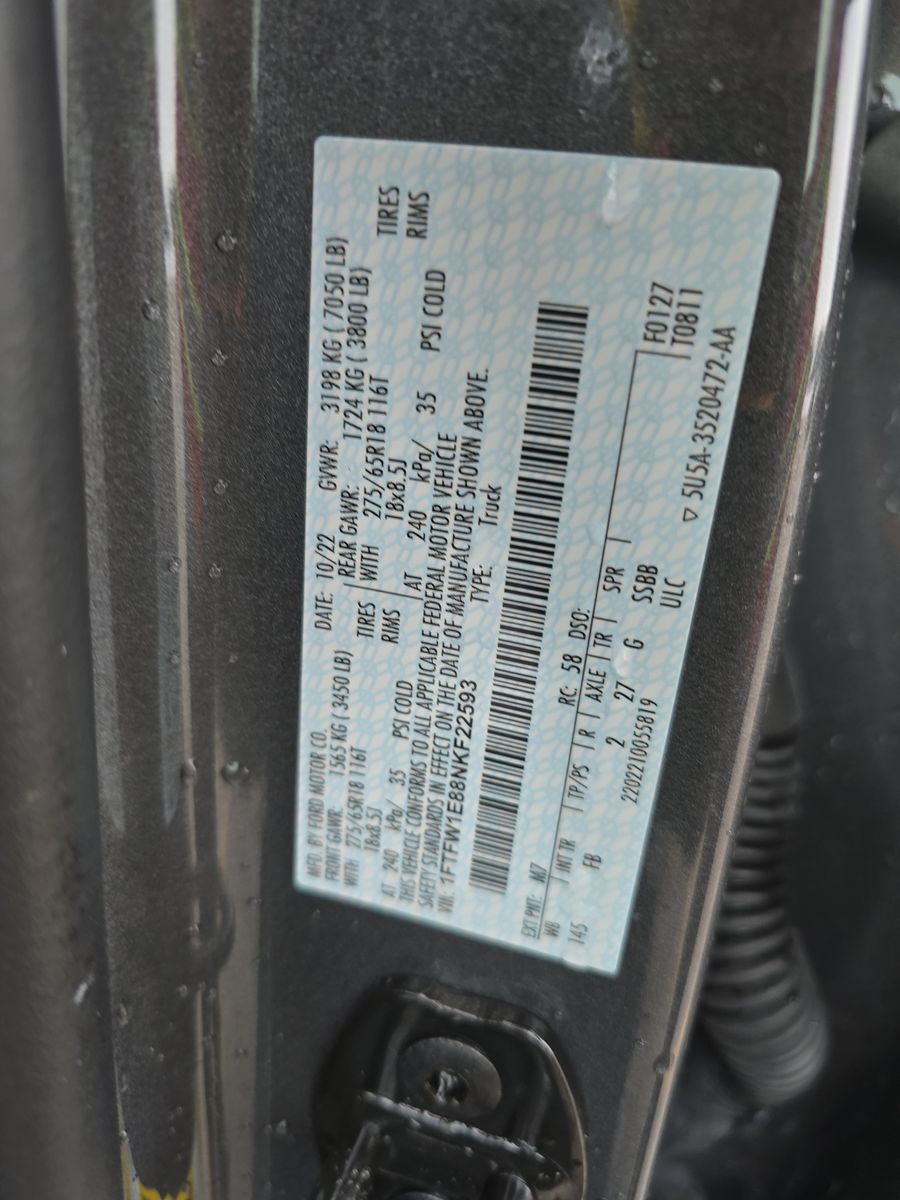 MFD. BY FORD MOTOR CO. DATE: 10/22 GVWR: 3198 KG ( 7050 LB)
FRONT GAWR: 1565 KG ( 3450 LB) REAR GAWR: 1724 KG ( 3800 LB)
WITH 275/65R18 116T TIRES WITH 275/65R18 116T TIRES
18x8.5J RIMS 18x8.5J RIMS
AT 240 kPa/ 35 PSI COLD AT 240 kPa/ 35 PSI COLD
THIS VEHICLE CONFORMS TO ALL APPLICABLE FEDERAL MOTOR VEHICLE
SAFETY STANDARDS IN EFFECT ON THE DATE OF MANUFACTURE SHOWN ABOVE.
VIN: 1FTFW1E88NKF22593 TYPE: Truck
EXT PNT: M7 RC: 58 DSO: F0127
WB | INT TR | TP/PS | R | AXLE | TR | SPR | T0811
145 FB 2 27 G SSBB
2202210055819 ULC
▽ 5U5A-3520472-AA